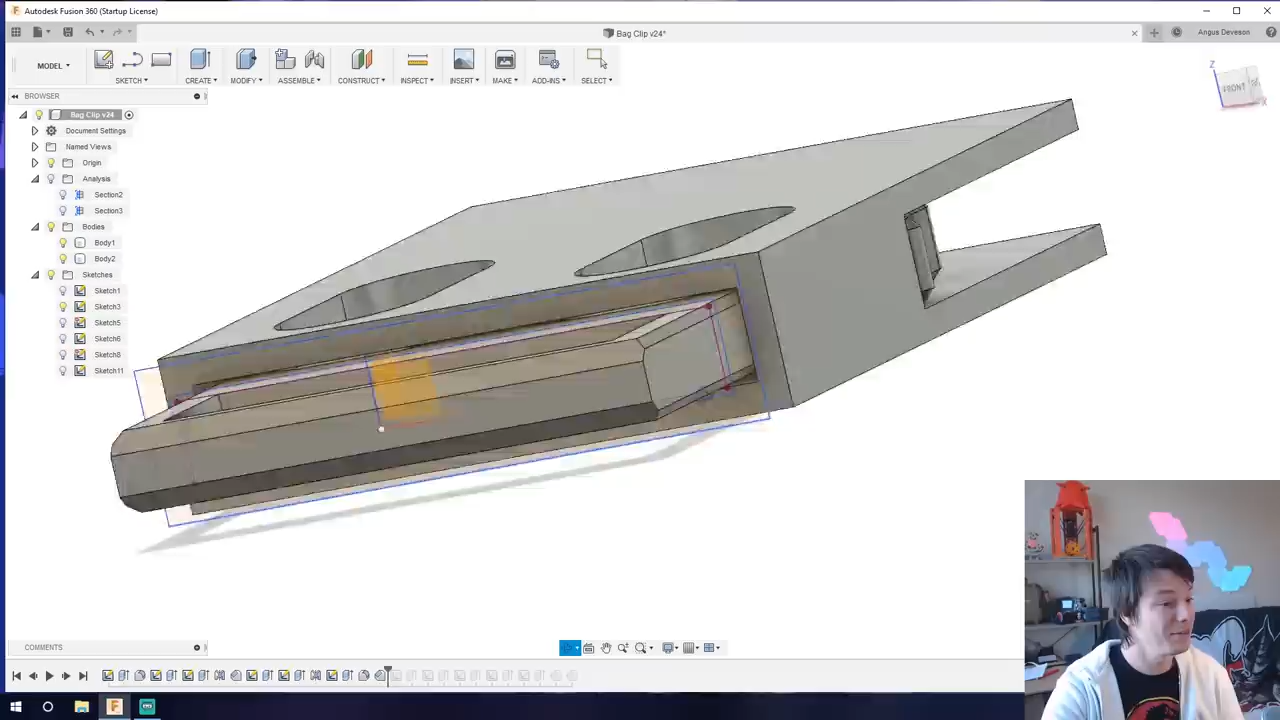 Autodesk Fusion 360 (Startup License)
Bag Clip v24*
Angus Deveson
MODEL
SKETCH
CREATE
MODIFY
ASSEMBLE
CONSTRUCT
INSPECT
INSERT
MAKE
ADD-INS
SELECT
BROWSER
Bag Clip v24
Document Settings
Named Views
Origin
Analysis
Section2
Section3
Bodies
Body1
Body2
Sketches
Sketch1
Sketch3
Sketch5
Sketch6
Sketch8
Sketch11
Z
FRONT
X
COMMENTS